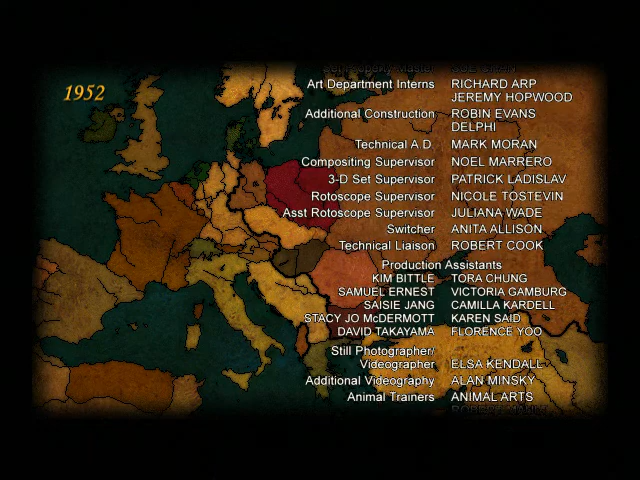 1952
Art Department Interns RICHARD ARP
JEREMY HOPWOOD
Additional Construction ROBIN EVANS
DELPHI
Technical A.D. MARK MORAN
Compositing Supervisor NOEL MARRERO
3-D Set Supervisor PATRICK LADISLAV
Rotoscope Supervisor NICOLE TOSTEVIN
Asst Rotoscope Supervisor JULIANA WADE
Switcher ANITA ALLISON
Technical Liaison ROBERT COOK
Production Assistants
KIM BITTLE TORA CHUNG
SAMUEL ERNEST VICTORIA GAMBURG
SAISIE JANG CAMILLA KARDELL
STACY JO McDERMOTT KAREN SAID
DAVID TAKAYAMA FLORENCE YOO
Still Photographer/
Videographer ELSA KENDALL
Additional Videography ALAN MINSKY
Animal Trainers ANIMAL ARTS